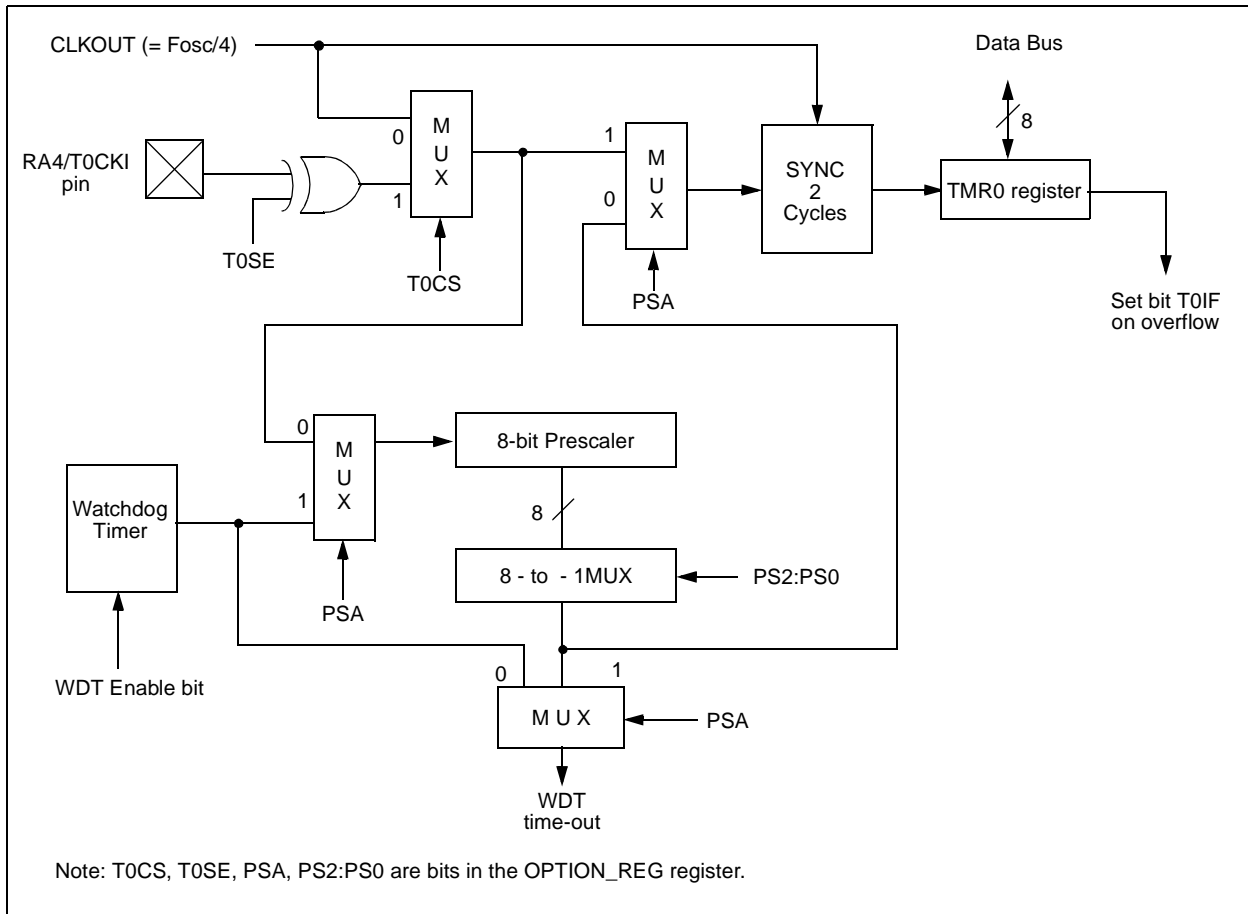 CLKOUT (= Fosc/4)
Data Bus
8
RA4/T0CKI
pin
T0SE
0
1
M
U
X
T0CS
1
0
M
U
X
PSA
SYNC
2
Cycles
TMR0 register
Set bit T0IF
on overflow
0
1
M
U
X
PSA
8-bit Prescaler
8
Watchdog
Timer
WDT Enable bit
8 - to - 1MUX
PS2:PS0
0
1
M U X
PSA
WDT
time-out
Note: T0CS, T0SE, PSA, PS2:PS0 are bits in the OPTION_REG register.